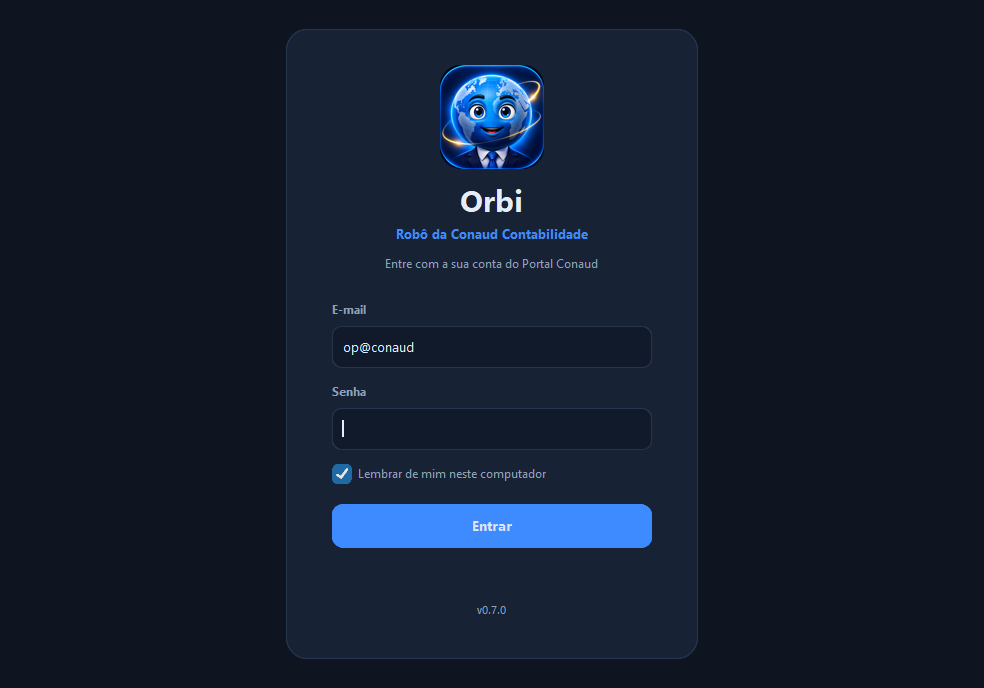 Orbi
Robô da Conaud Contabilidade
Entre com a sua conta do Portal Conaud
E-mail
op@conaud
Senha
Lembrar de mim neste computador
Entrar
v0.7.0